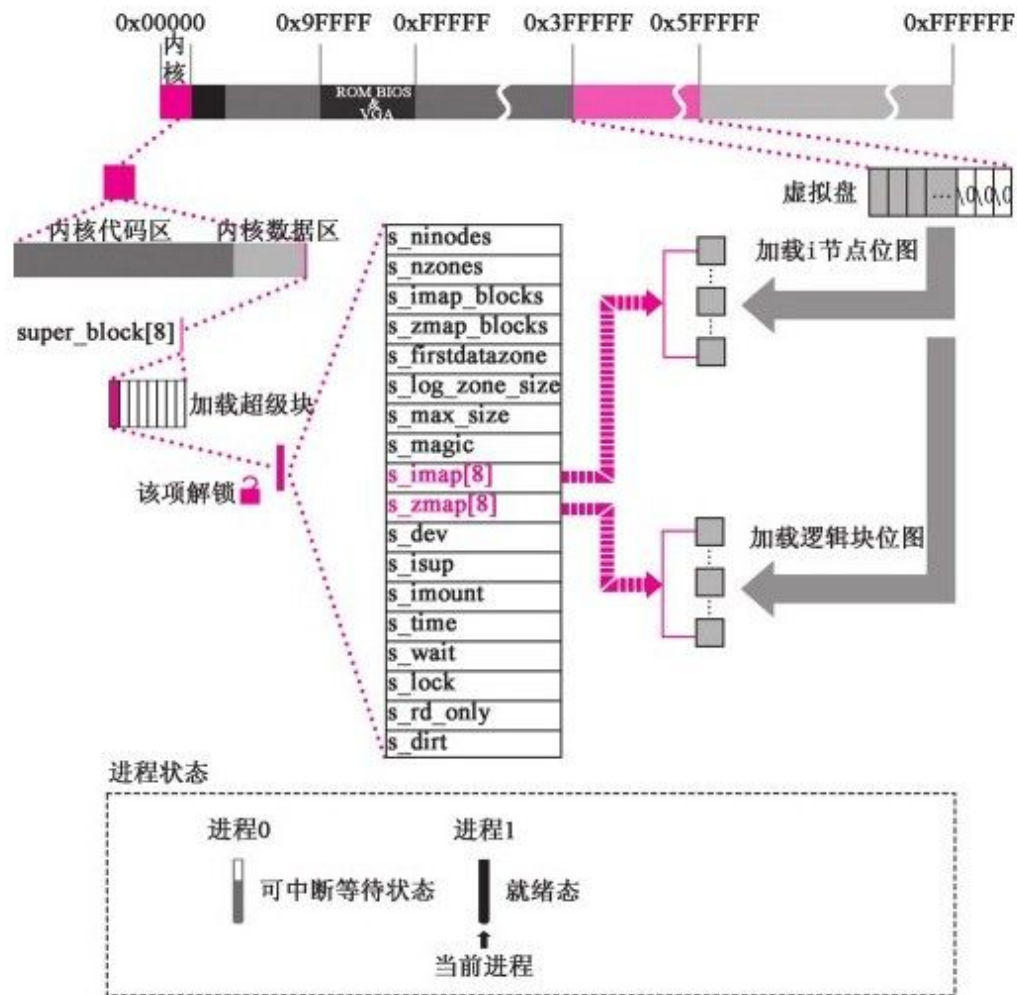 0x00000 0x9FFFF 0xFFFFF 0x3FFFFF 0x5FFFFF 0xFFFFFF
内核
ROM BIOS
&
VGA
虚拟盘
... \0 \0 \0
内核代码区 内核数据区
super_block[8]
加载超级块
该项解锁
s_ninodes
s_nzones
s_imap_blocks
s_zmap_blocks
s_firstdatazone
s_log_zone_size
s_max_size
s_magic
s_imap[8]
s_zmap[8]
s_dev
s_isup
s_imount
s_time
s_wait
s_lock
s_rd_only
s_dirt
加载i节点位图
加载逻辑块位图
进程状态
进程0 进程1
可中断等待状态 就绪态
当前进程